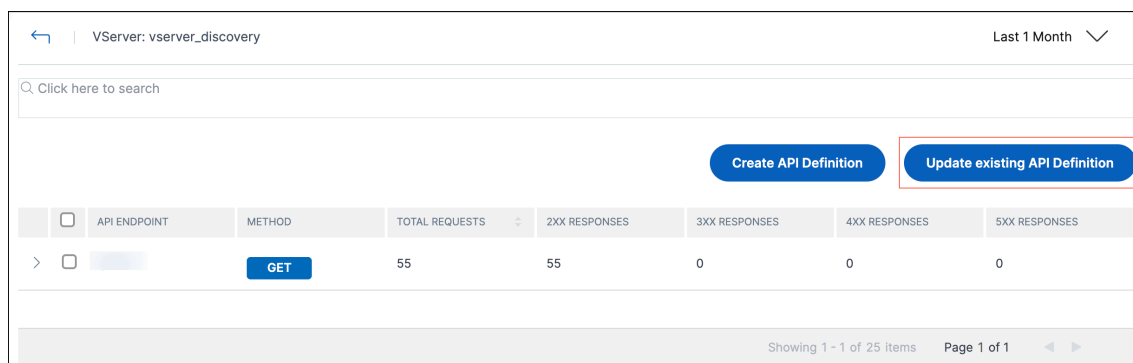 VServer: vserver_discovery Last 1 Month
Click here to search
Create API Definition Update existing API Definition
API ENDPOINT METHOD TOTAL REQUESTS 2XX RESPONSES 3XX RESPONSES 4XX RESPONSES 5XX RESPONSES
GET 55 55 0 0 0
Showing 1 - 1 of 25 items Page 1 of 1